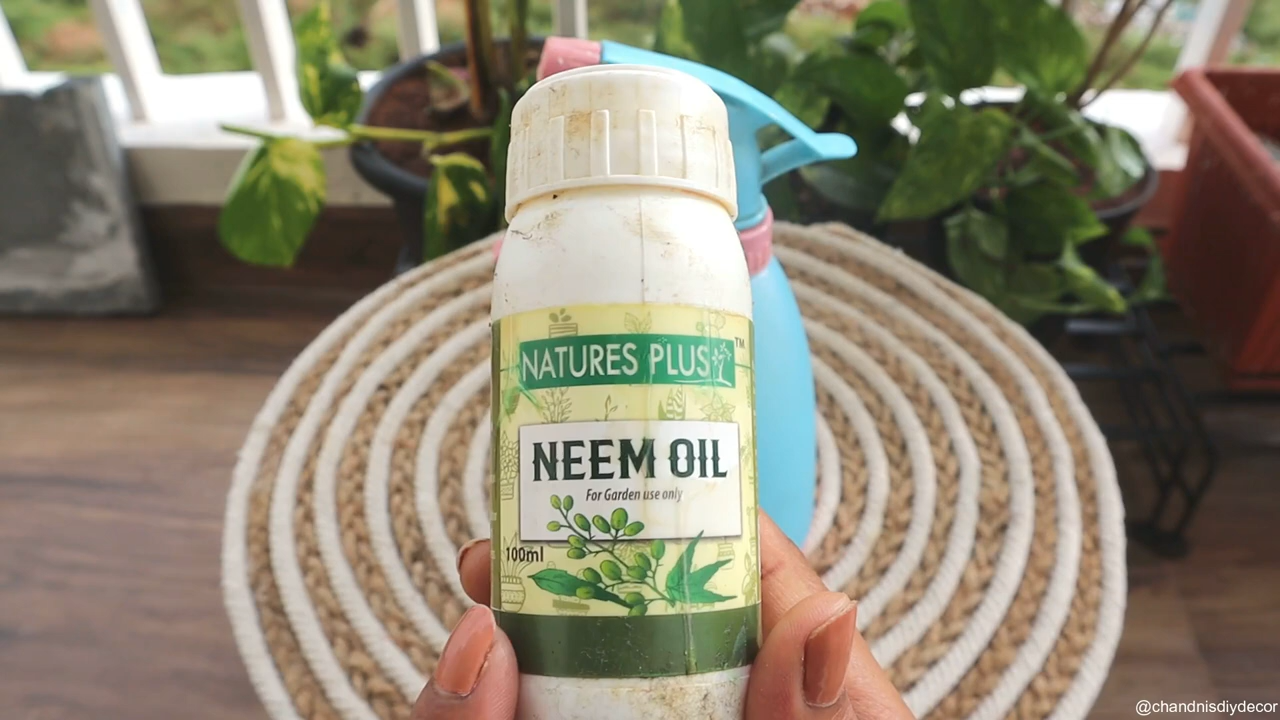 NATURES PLUS TM
NEEM OIL
For Garden use only
100ml
@chandnisdiydecor